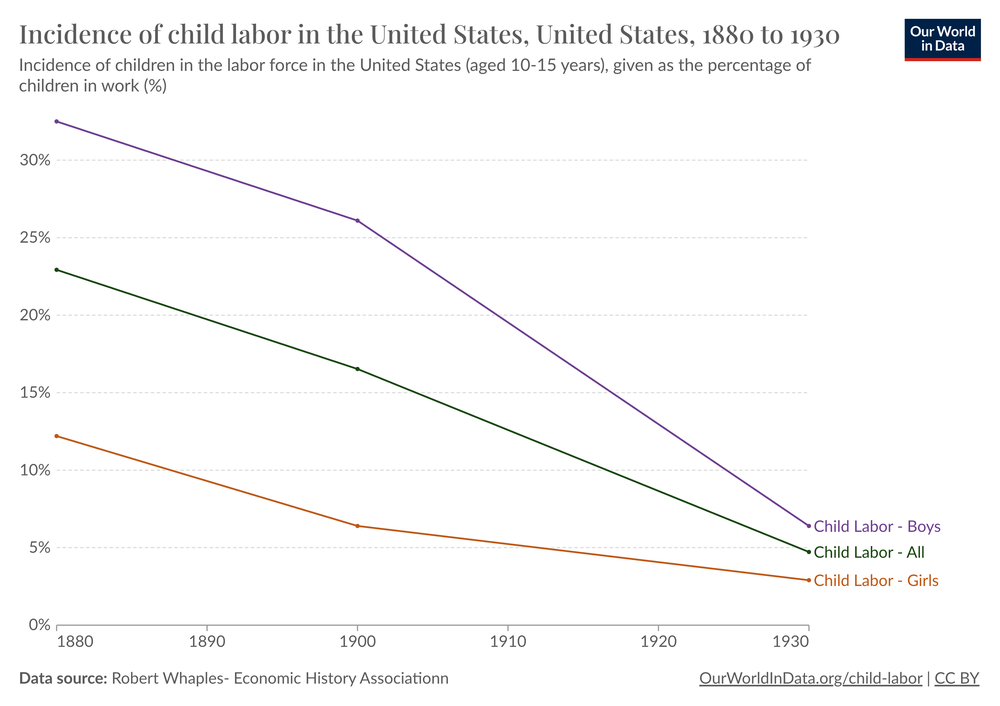 Incidence of child labor in the United States, United States, 1880 to 1930
Our World
in Data
Incidence of children in the labor force in the United States (aged 10-15 years), given as the percentage of
children in work (%)
30%
25%
20%
15%
10%
5%
0%
Child Labor - Boys
Child Labor - All
Child Labor - Girls
1880
1890
1900
1910
1920
1930
Data source: Robert Whaples- Economic History Associationn
OurWorldInData.org/child-labor | CC BY